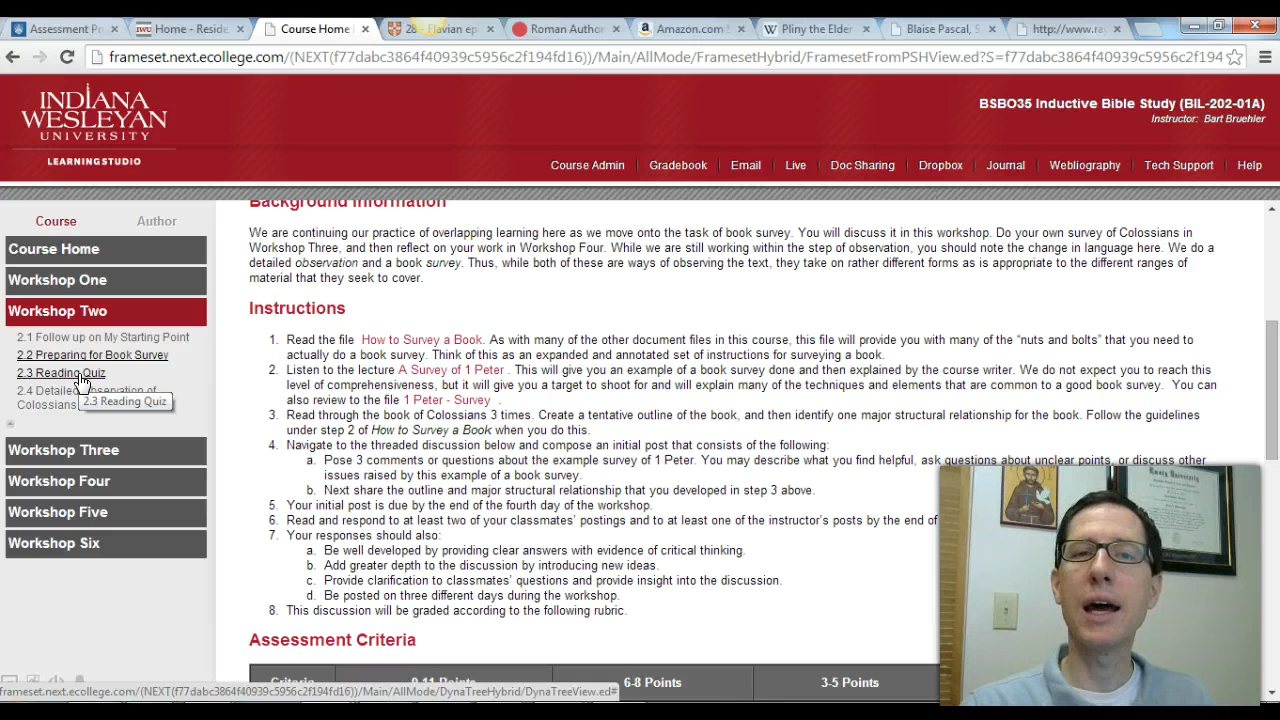 Assessment Pr
Home - Reside
Course Home
28 - Flavian ep
Roman Author
Amazon.com
Pliny the Elder
Blaise Pascal,
http://www.ra
frameset.next.ecollege.com/(NEXT(f77dabc3864f40939c5956c2f194fd16))/Main/AllMode/FramesetHybrid/FramesetFromPSHView.ed?S=f77dabc3864f40939c5956c2f194
INDIANA
WESLEYAN
UNIVERSITY
LEARNINGSTUDIO
BSBO35 Inductive Bible Study (BIL-202-01A)
Instructor: Bart Bruehler
Course Admin | Gradebook | Email | Live | Doc Sharing | Dropbox | Journal | Webliography | Tech Support | Help
Course
Author
Course Home
Workshop One
Workshop Two
2.1 Follow up on My Starting Point
2.2 Preparing for Book Survey
2.3 Reading Quiz
2.4 Detailed Observation of
Colossians
2.3 Reading Quiz
Workshop Three
Workshop Four
Workshop Five
Workshop Six
Background Information
We are continuing our practice of overlapping learning here as we move onto the task of book survey. You will discuss it in this workshop. Do your own survey of Colossians in
Workshop Three, and then reflect on your work in Workshop Four. While we are still working within the step of observation, you should note the change in language here. We do a
detailed observation and a book survey. Thus, while both of these are ways of observing the text, they take on rather different forms as is appropriate to the different ranges of
material that they seek to cover.
Instructions
1. Read the file How to Survey a Book. As with many of the other document files in this course, this file will provide you with many of the “nuts and bolts” that you need to
actually do a book survey. Think of this as an expanded and annotated set of instructions for surveying a book.
2. Listen to the lecture A Survey of 1 Peter . This will give you an example of a book survey done and then explained by the course writer. We do not expect you to reach this
level of comprehensiveness, but it will give you a target to shoot for and will explain many of the techniques and elements that are common to a good book survey. You can
also review to the file 1 Peter - Survey .
3. Read through the book of Colossians 3 times. Create a tentative outline of the book, and then identify one major structural relationship for the book. Follow the guidelines
under step 2 of How to Survey a Book when you do this.
4. Navigate to the threaded discussion below and compose an initial post that consists of the following:
a. Pose 3 comments or questions about the example survey of 1 Peter. You may describe what you find helpful, ask questions about unclear points, or discuss other
issues raised by this example of a book survey.
b. Next share the outline and major structural relationship that you developed in step 3 above.
5. Your initial post is due by the end of the fourth day of the workshop.
6. Read and respond to at least two of your classmates' postings and to at least one of the instructor's posts by the end of
7. Your responses should also:
a. Be well developed by providing clear answers with evidence of critical thinking.
b. Add greater depth to the discussion by introducing new ideas.
c. Provide clarification to classmates' questions and provide insight into the discussion.
d. Be posted on three different days during the workshop.
8. This discussion will be graded according to the following rubric.
Assessment Criteria
Criteria
9-11 Points
6-8 Points
3-5 Points
frameset.next.ecollege.com/(NEXT(f77dabc3864f40939c5956c2f194fd16))/Main/AllMode/DynaTreeHybrid/DynaTreeView.ed#